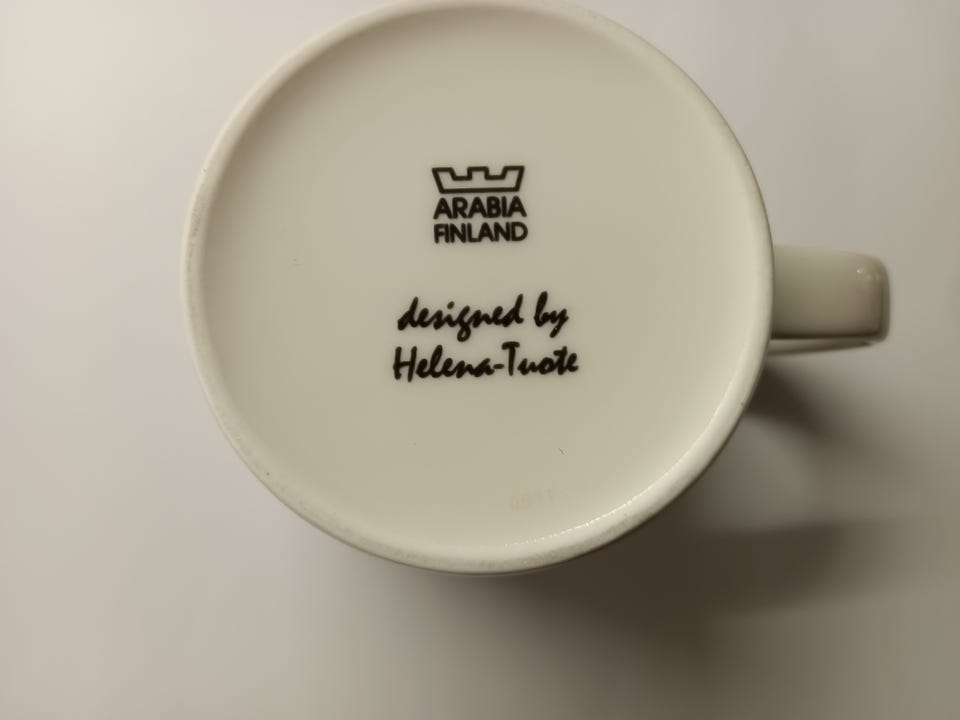 ARABIA
FINLAND
designed by
Helena-Tuote